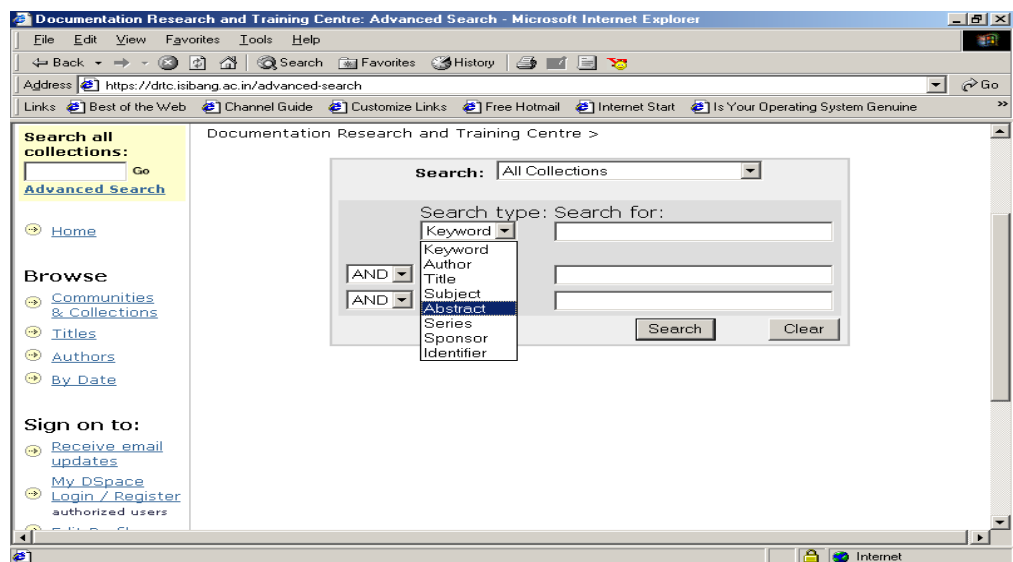 Documentation Research and Training Centre: Advanced Search - Microsoft Internet Explorer
File Edit View Favorites Tools Help
Back Search Favorites History
Address https://drtc.isibang.ac.in/advanced-search Go
Links Best of the Web Channel Guide Customize Links Free Hotmail Internet Start Is Your Operating System Genuine »
Search all
collections:
Go
Advanced Search
Home
Browse
Communities
& Collections
Titles
Authors
By Date
Sign on to:
Receive email
updates
My DSpace
Login / Register
authorized users
Documentation Research and Training Centre >
Search: All Collections
Search type: Search for:
Keyword
Keyword
Author
AND
Title
Subject
AND
Abstract
Series
Sponsor
Identifier
Search Clear
Internet